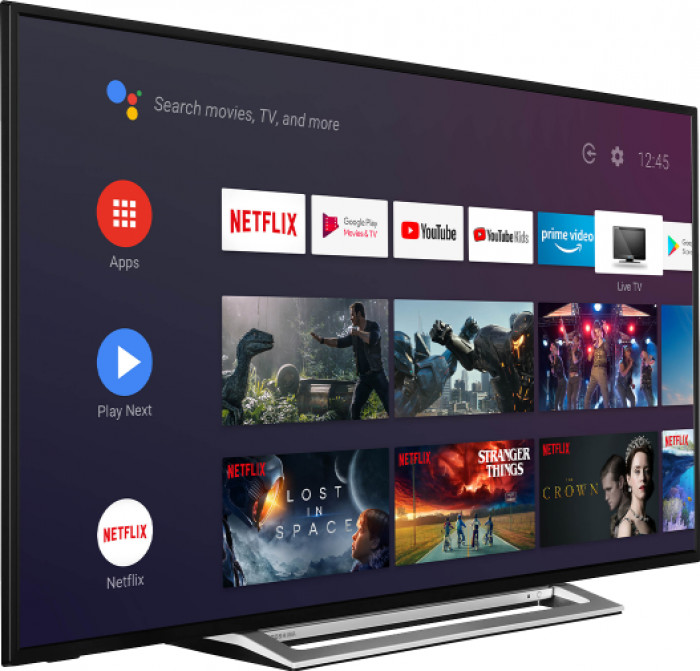 Search movies, TV, and more
12:45
NETFLIX
Google Play
Movies & TV
YouTube
YouTube Kids
prime video
Live TV
Apps
Play Next
NETFLIX
LOST
IN
SPACE
NETFLIX
STRANGER
THINGS
NETFLIX
THE
CROWN
NETFLIX
NETFLIX
Netflix